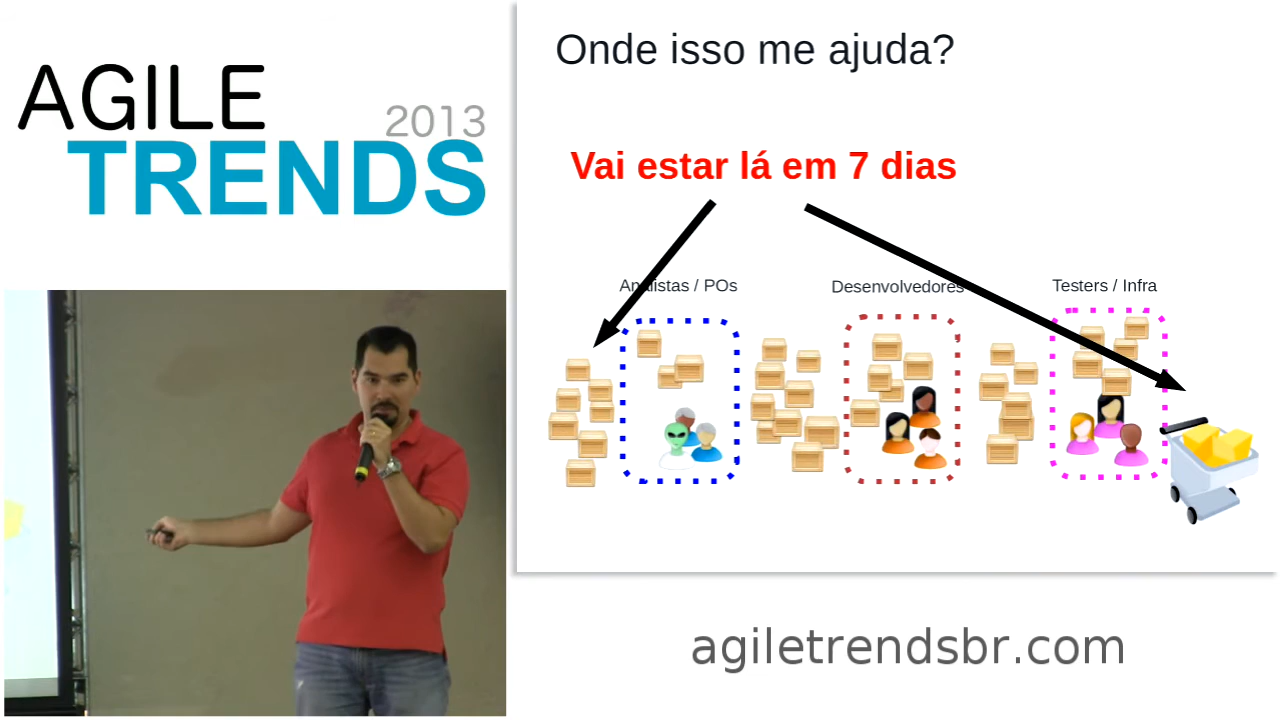 AGILE
2013
TRENDS
Onde isso me ajuda?
Vai estar lá em 7 dias
Analistas / POs
Desenvolvedores
Testers / Infra
agiletrendsbr.com